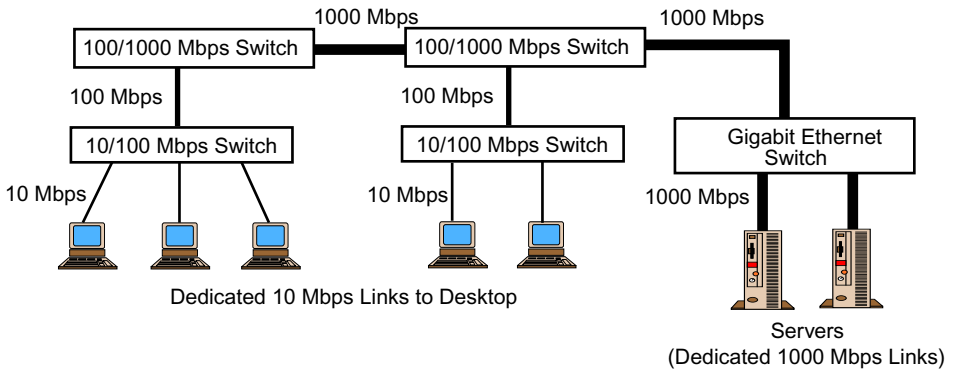 1000 Mbps
1000 Mbps
100/1000 Mbps Switch
100/1000 Mbps Switch
100 Mbps
100 Mbps
10/100 Mbps Switch
10/100 Mbps Switch
Gigabit Ethernet
Switch
10 Mbps
10 Mbps
1000 Mbps
Dedicated 10 Mbps Links to Desktop
Servers
(Dedicated 1000 Mbps Links)